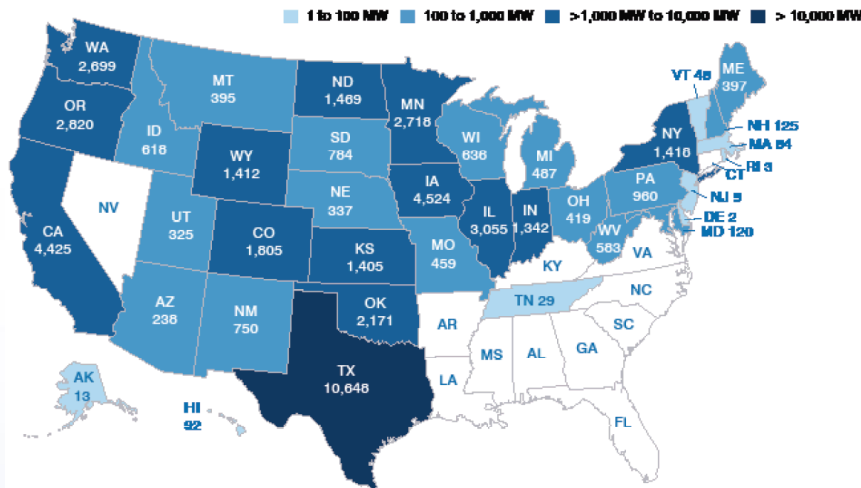 1 to 100 MW
100 to 1,000 MW
>1,000 MW to 10,000 MW
> 10,000 MW
WA
2,699
OR
2,820
CA
4,425
NV
ID
618
MT
395
WY
1,412
UT
325
CO
1,805
AZ
238
NM
750
ND
1,469
SD
784
NE
337
KS
1,405
OK
2,171
TX
10,648
MN
2,718
IA
4,524
MO
459
AR
LA
WI
636
IL
3,055
MI
487
IN
1,342
OH
419
KY
TN 29
MS
AL
GA
FL
SC
NC
VA
WV
583
PA
960
NY
1,418
VT 46
ME
397
NH 125
MA 64
RI 3
CT
NJ 9
DE 2
MD 120
AK
13
HI
92